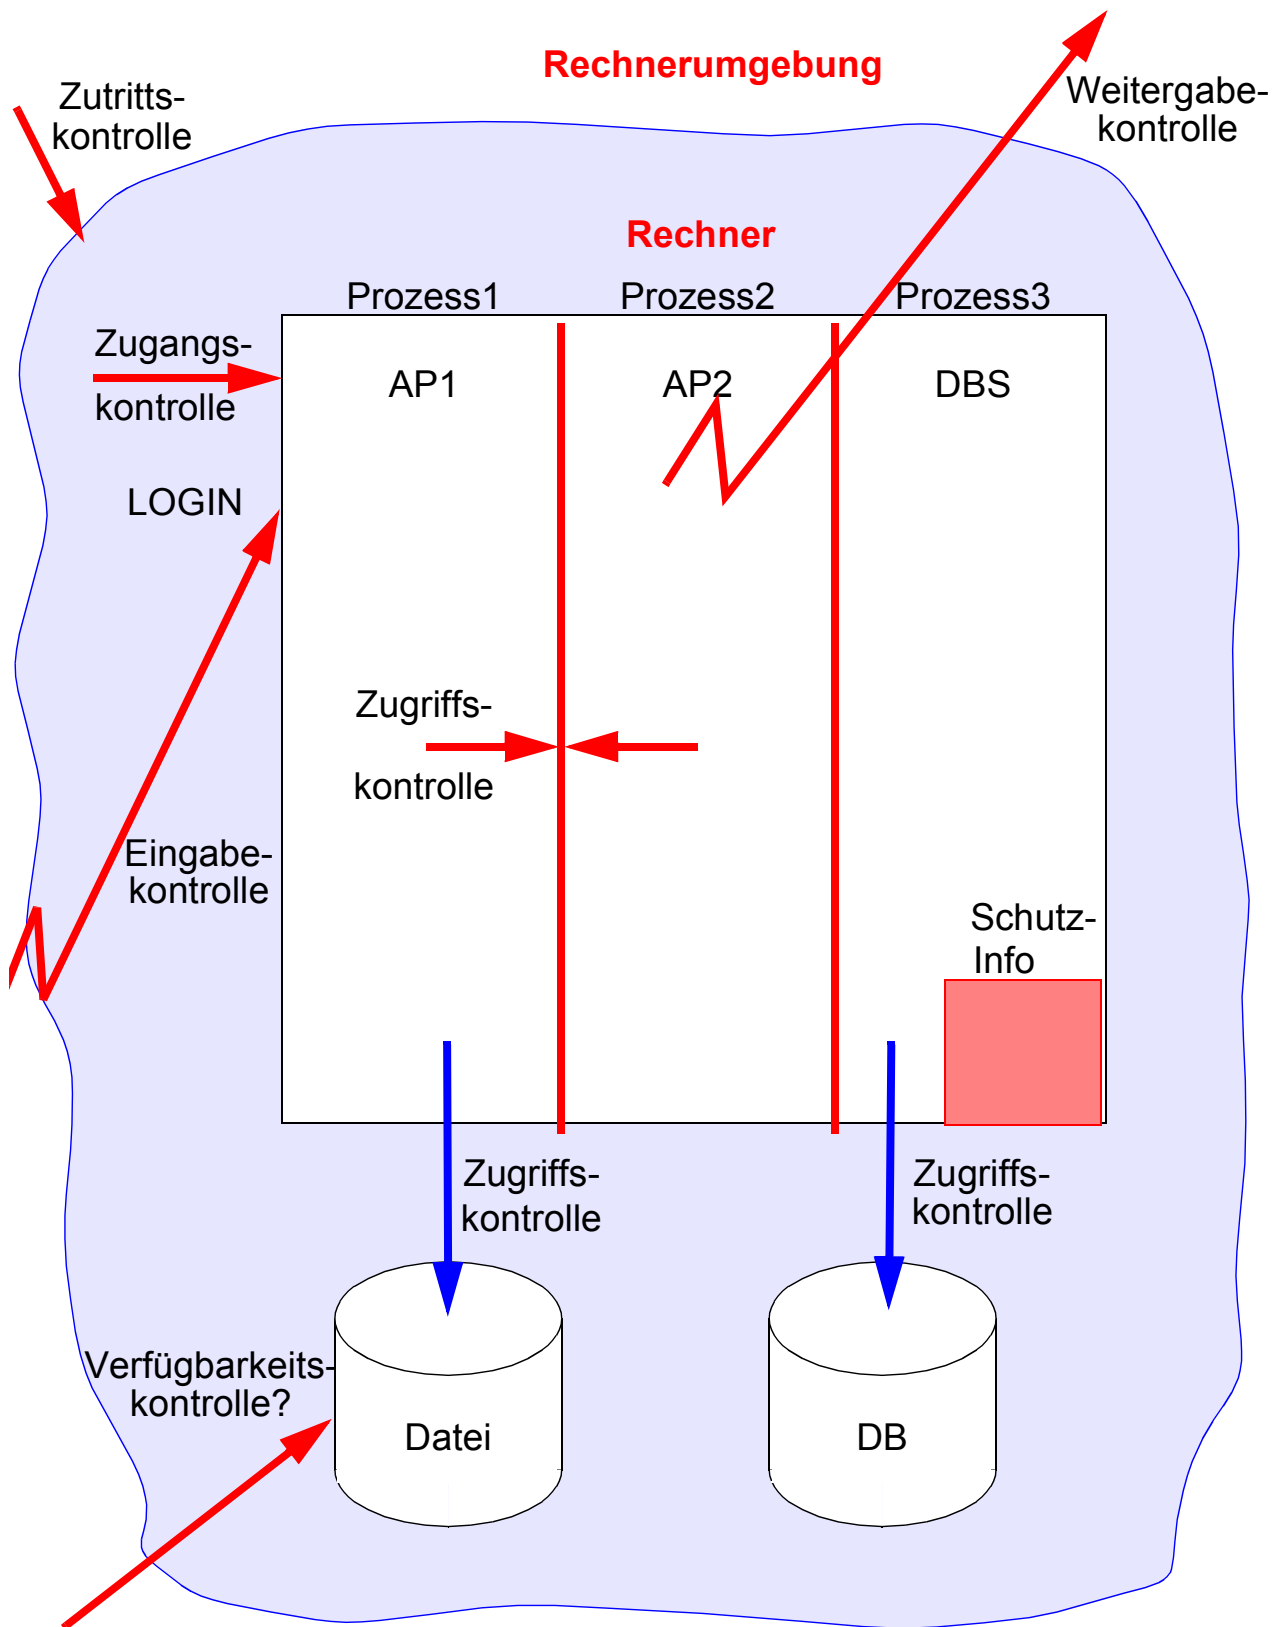 Rechnerumgebung
Zutritts-
kontrolle
Weitergabe-
kontrolle
Rechner
Prozess1
Prozess2
Prozess3
Zugangs-
kontrolle
AP1
AP2
DBS
LOGIN
Zugriffs-
kontrolle
Eingabe-
kontrolle
Schutz-
Info
Zugriffs-
kontrolle
Zugriffs-
kontrolle
Verfügbarkeits-
kontrolle?
Datei
DB